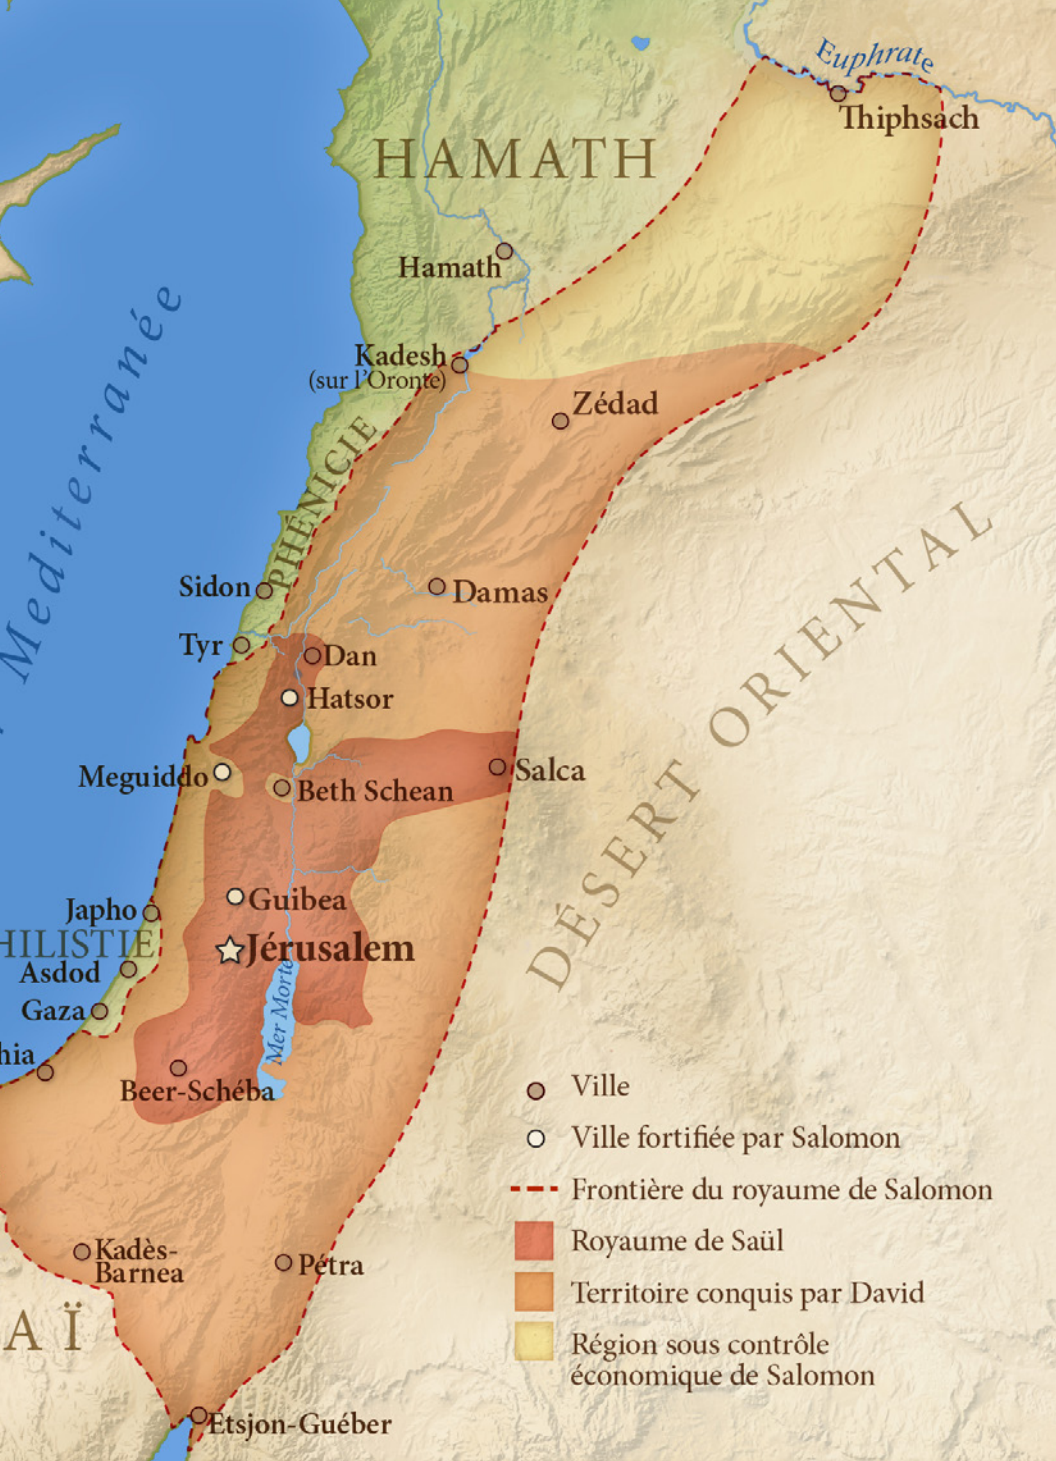 Euphrate
Thiphsach
HAMATH
Hamath
Mediterranée
Kadesh
(sur l'Oronte)
Zédad
PHÉNICIE
DÉSERT ORIENTAL
Sidon
Damas
Tyr
Dan
Hatsor
Meguiddo
Salca
Beth Schean
Guibea
Japho
HILISTIE
Jérusalem
Asdod
Gaza
Mer Morte
hia
Beer-Schéba
Ville
Ville fortifiée par Salomon
Frontière du royaume de Salomon
Royaume de Saül
Kadès-
Barnea
Pétra
Territoire conquis par David
AÏ
Région sous contrôle
économique de Salomon
Etsjon-Guéber